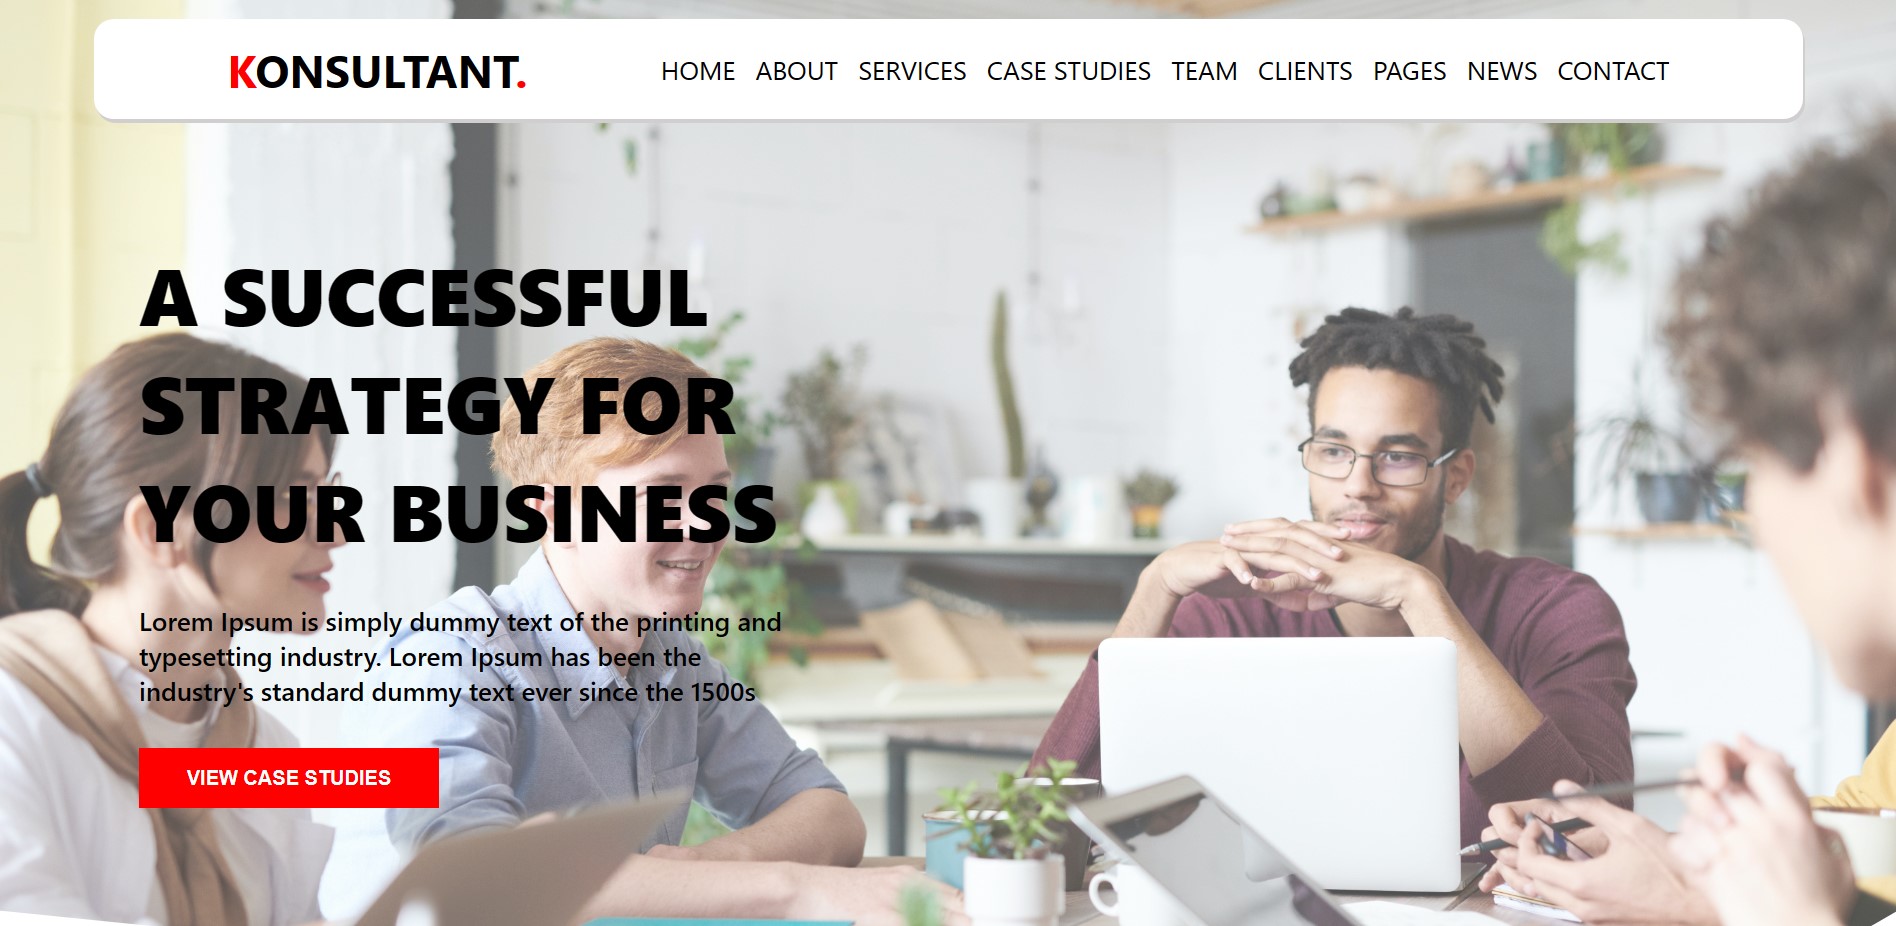 KONSULTANT.
HOME ABOUT SERVICES CASE STUDIES TEAM CLIENTS PAGES NEWS CONTACT
A SUCCESSFUL
STRATEGY FOR
YOUR BUSINESS
Lorem Ipsum is simply dummy text of the printing and
typesetting industry. Lorem Ipsum has been the
industry's standard dummy text ever since the 1500s
VIEW CASE STUDIES